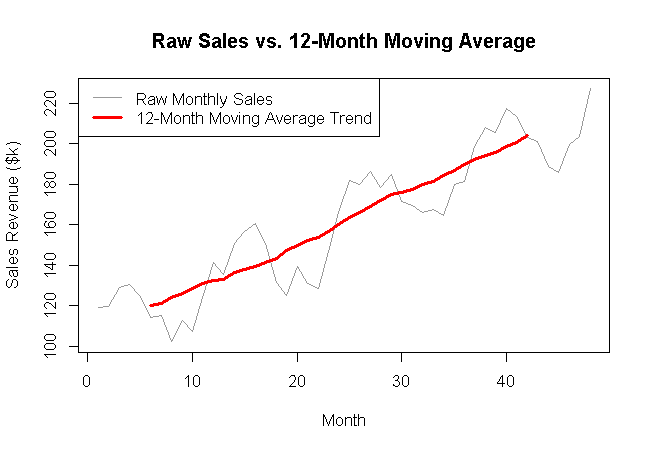 Raw Sales vs. 12-Month Moving Average
Raw Monthly Sales
12-Month Moving Average Trend
Sales Revenue ($k)
220
200
180
160
140
120
100
0 10 20 30 40
Month